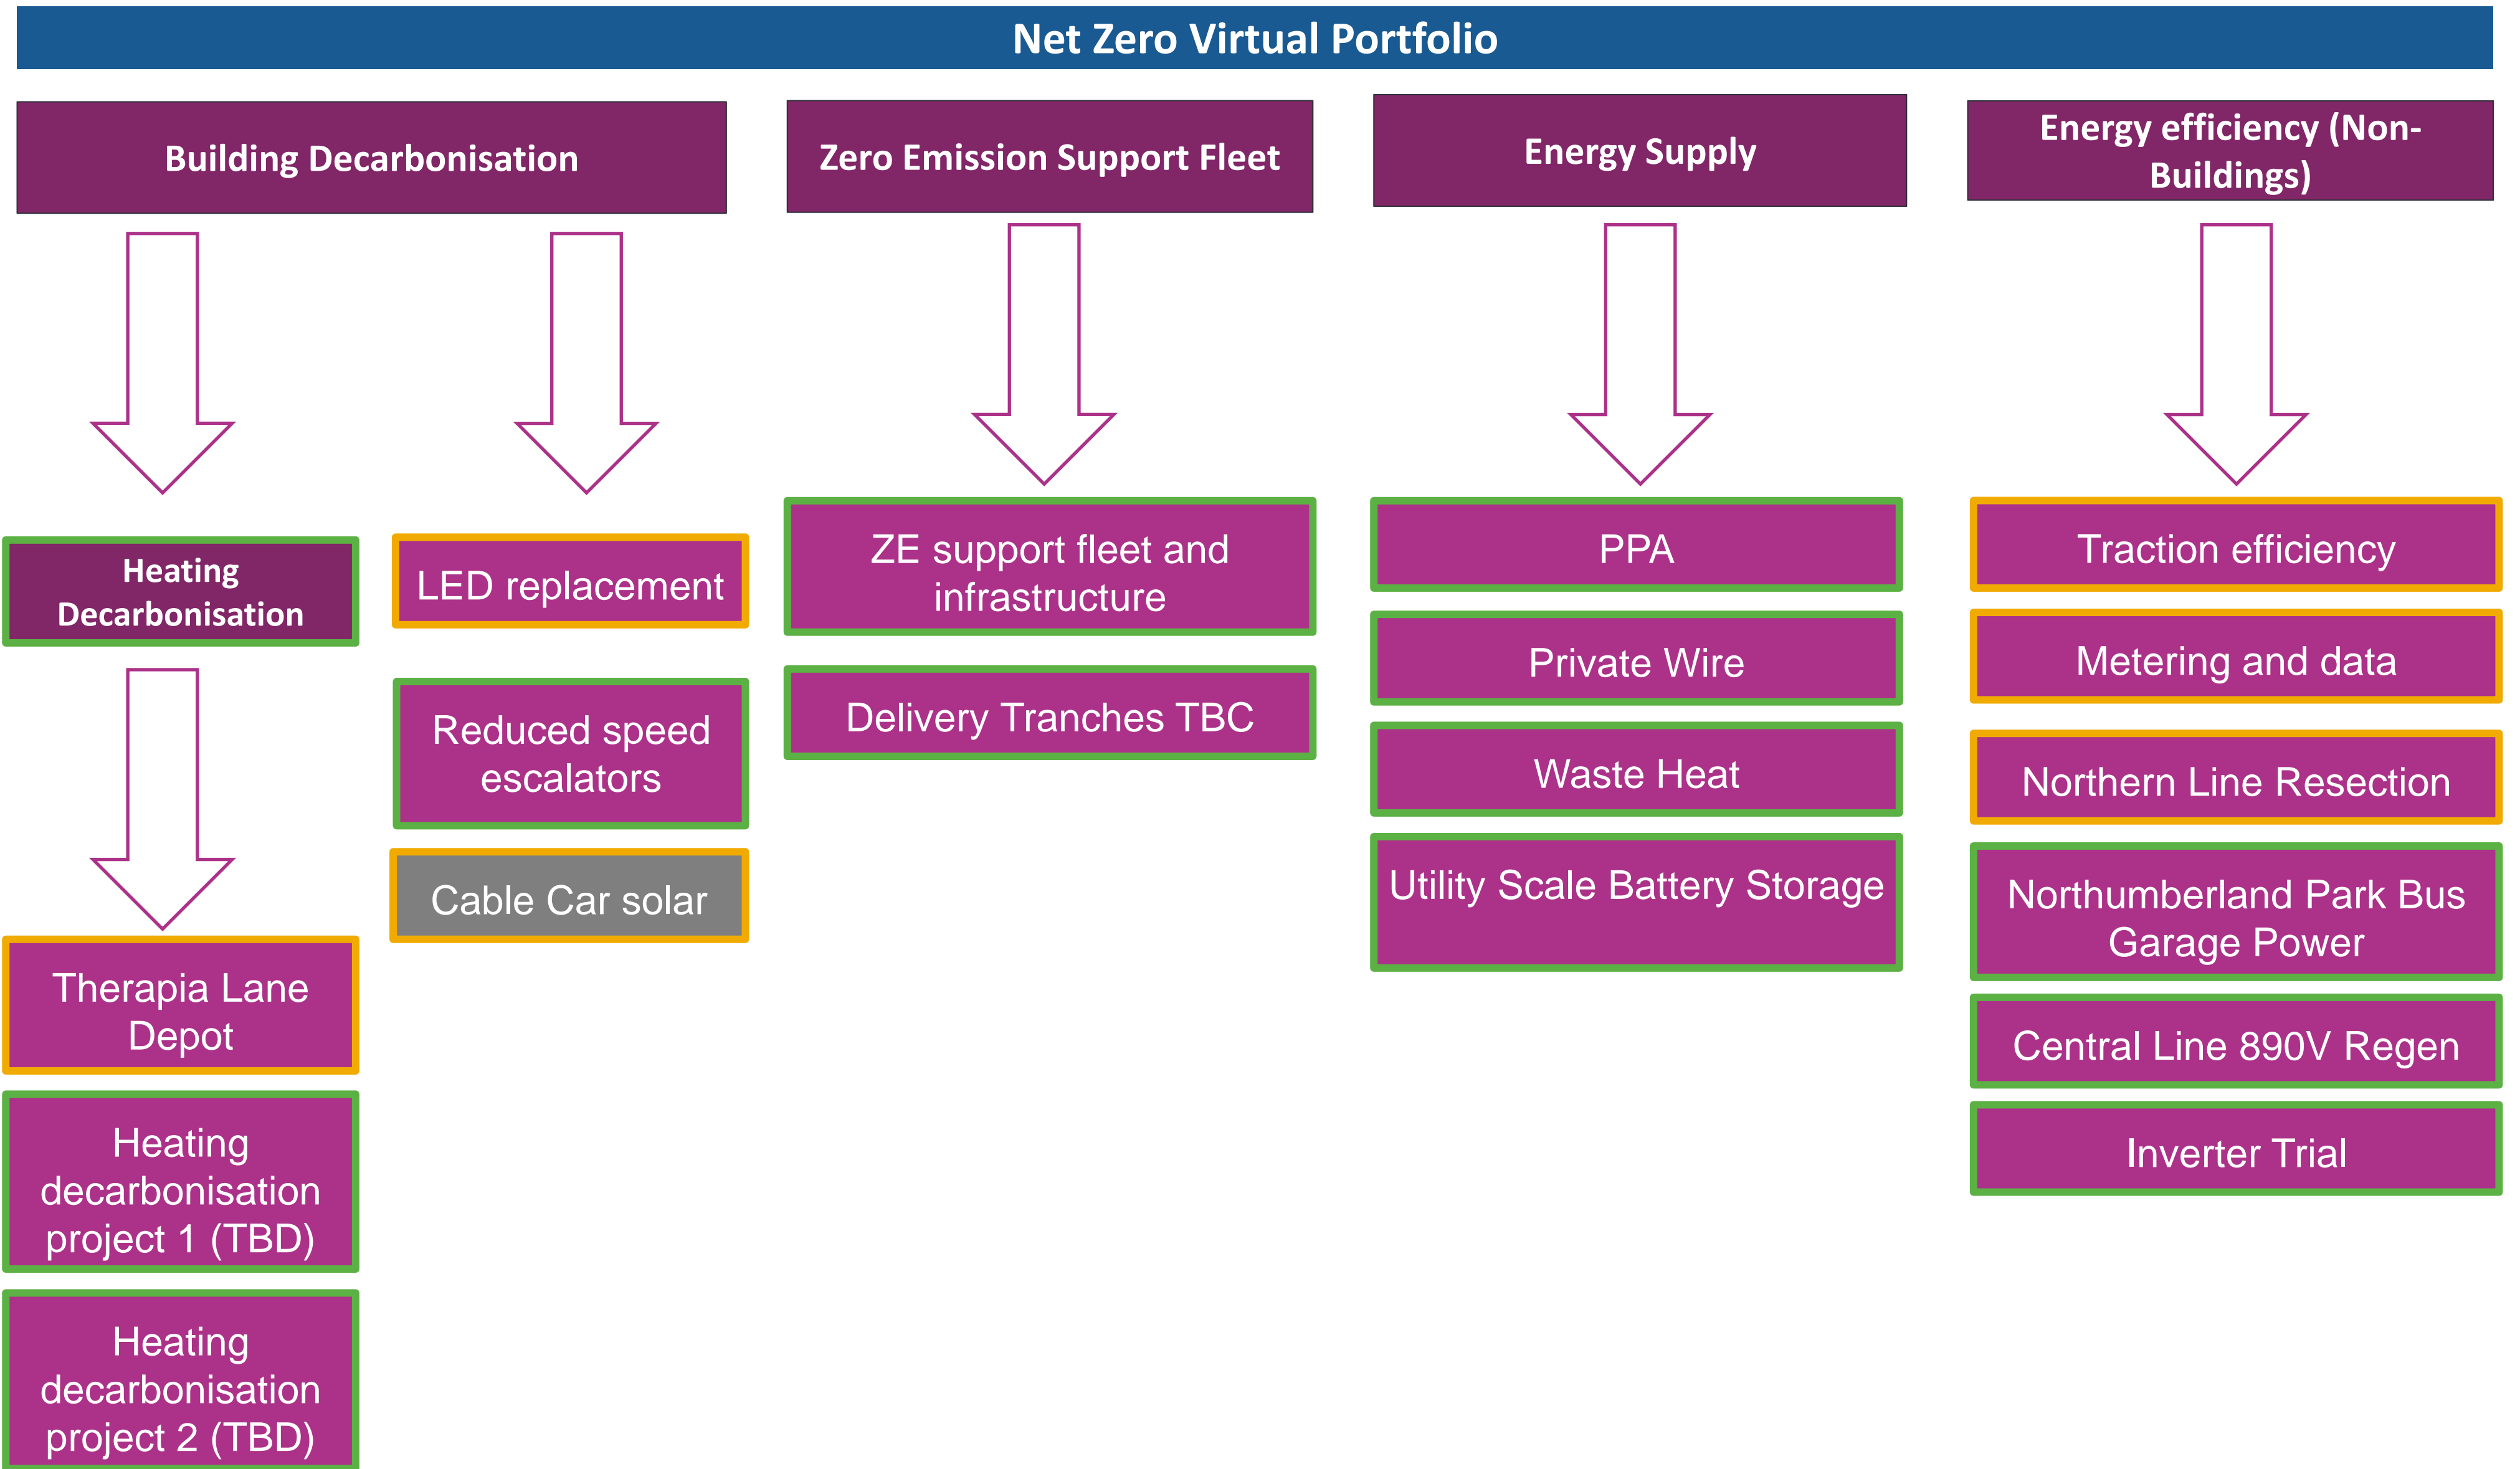 Net Zero Virtual Portfolio
Building Decarbonisation
Heating
Decarbonisation
Therapia Lane
Depot
Heating
decarbonisation
project 1 (TBD)
Heating
decarbonisation
project 2 (TBD)
LED replacement
Reduced speed
escalators
Cable Car solar
Zero Emission Support Fleet
ZE support fleet and
infrastructure
Delivery Tranches TBC
Energy Supply
PPA
Private Wire
Waste Heat
Utility Scale Battery Storage
Energy efficiency (Non-
Buildings)
Traction efficiency
Metering and data
Northern Line Resection
Northumberland Park Bus
Garage Power
Central Line 890V Regen
Inverter Trial